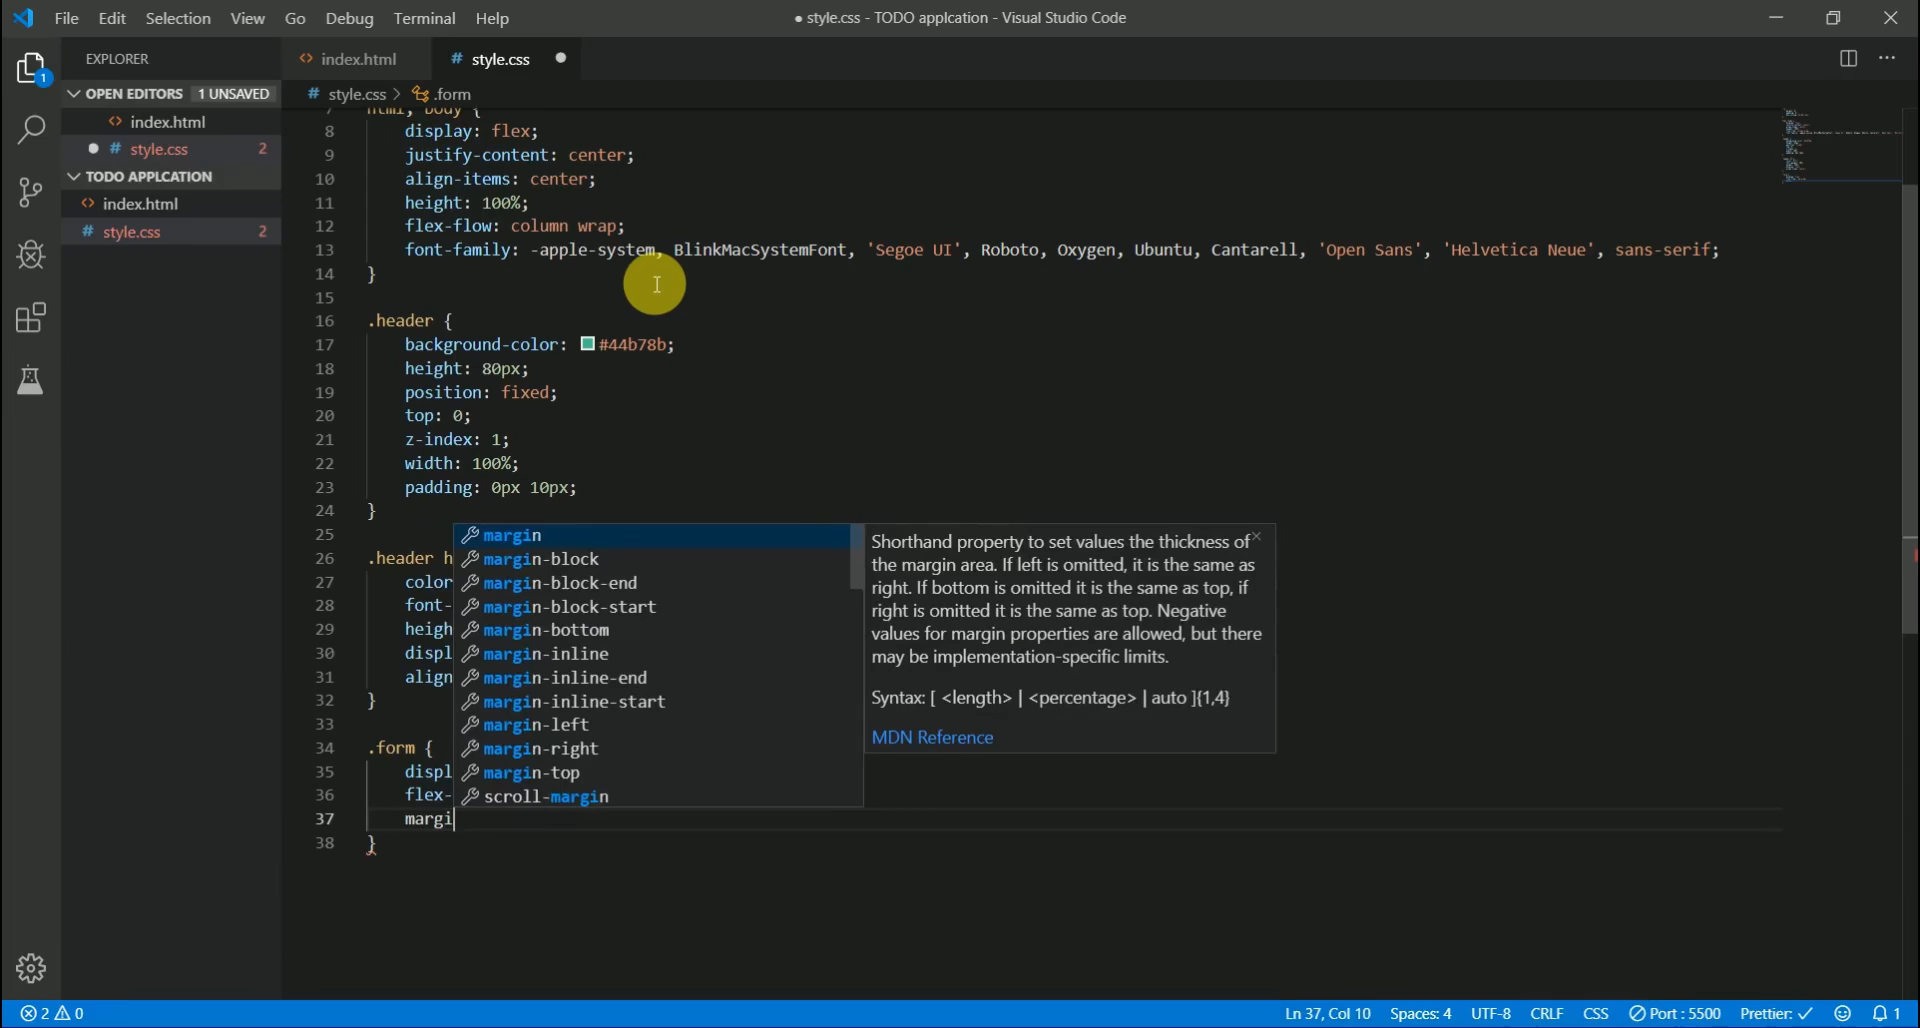 File Edit Selection View Go Debug Terminal Help
● style.css - TODO applcation - Visual Studio Code
EXPLORER
OPEN EDITORS 1 UNSAVED
<> index.html
● # style.css 2
TODO APPLCATION
<> index.html
# style.css 2
1
<> index.html
# style.css ●
# style.css > .form
7 html, body {
8 display: flex;
9 justify-content: center;
10 align-items: center;
11 height: 100%;
12 flex-flow: column wrap;
13 font-family: -apple-system, BlinkMacSystemFont, 'Segoe UI', Roboto, Oxygen, Ubuntu, Cantarell, 'Open Sans', 'Helvetica Neue', sans-serif;
14 }
15
16 .header {
17 background-color: #44b78b;
18 height: 80px;
19 position: fixed;
20 top: 0;
21 z-index: 1;
22 width: 100%;
23 padding: 0px 10px;
24 }
25
26 .header h
27 color
28 font-
29 heigh
30 displ
31 align
32 }
33
34 .form {
35 displ
36 flex-
37 margi
38 }
margin
margin-block
margin-block-end
margin-block-start
margin-bottom
margin-inline
margin-inline-end
margin-inline-start
margin-left
margin-right
margin-top
scroll-margin
Shorthand property to set values the thickness of
the margin area. If left is omitted, it is the same as
right. If bottom is omitted it is the same as top, if
right is omitted it is the same as top. Negative
values for margin properties are allowed, but there
may be implementation-specific limits.
Syntax: [ <length> | <percentage> | auto ]{1,4}
MDN Reference
2 0
Ln 37, Col 10 Spaces: 4 UTF-8 CRLF CSS Port : 5500 Prettier: ✓ 1